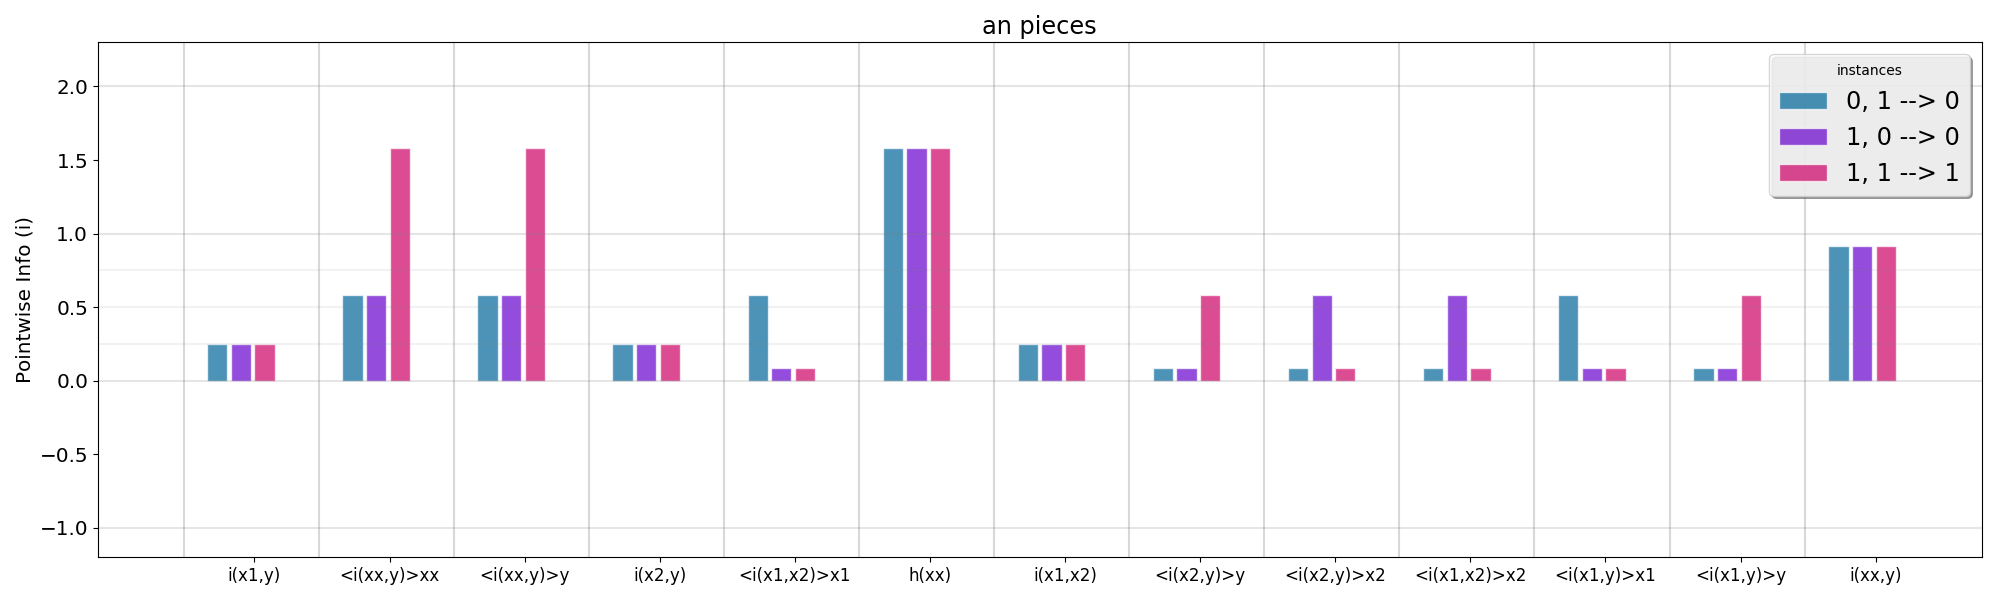 an pieces
instances
0, 1 --> 0
1, 0 --> 0
1, 1 --> 1
Pointwise Info (i)
2.0
1.5
1.0
0.5
0.0
−0.5
−1.0
i(x1,y) <i(xx,y)>xx <i(xx,y)>y i(x2,y) <i(x1,x2)>x1 h(xx) i(x1,x2) <i(x2,y)>y <i(x2,y)>x2 <i(x1,x2)>x2 <i(x1,y)>x1 <i(x1,y)>y i(xx,y)